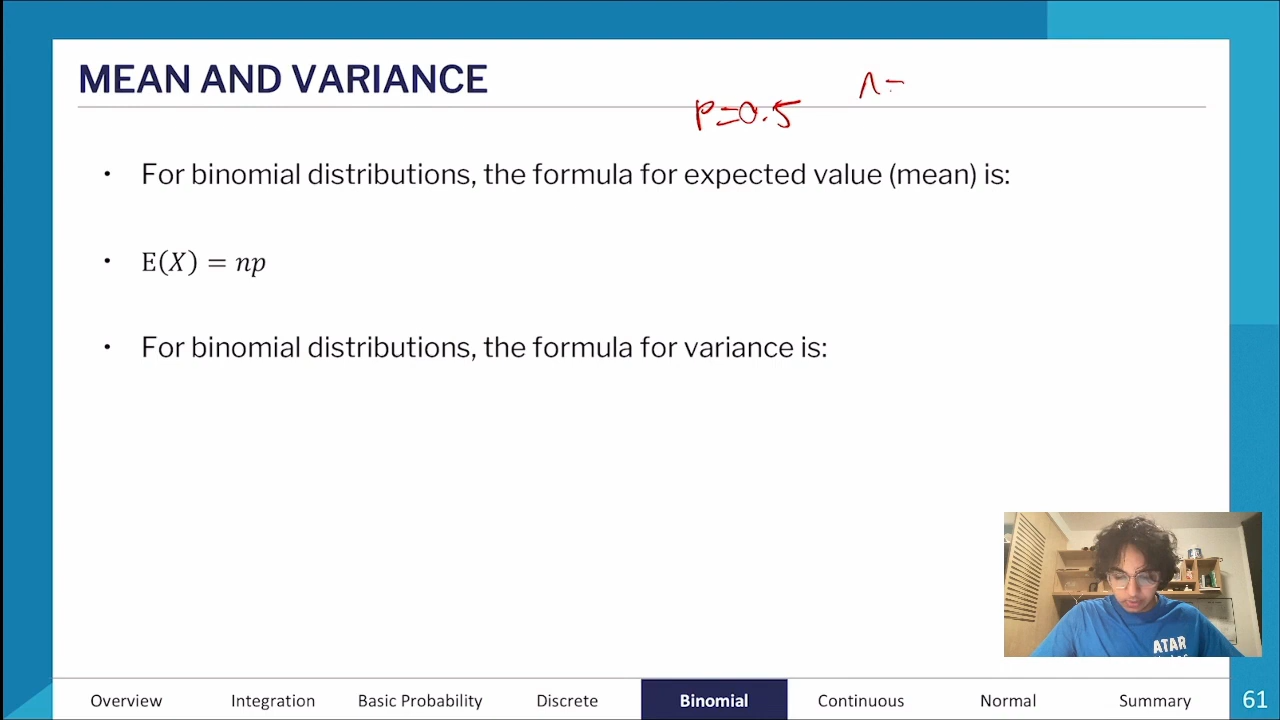 MEAN AND VARIANCE
n =
p=0.5
• For binomial distributions, the formula for expected value (mean) is:
• E(X) = np
• For binomial distributions, the formula for variance is:
ATAR
Overview Integration Basic Probability Discrete Binomial Continuous Normal Summary 61